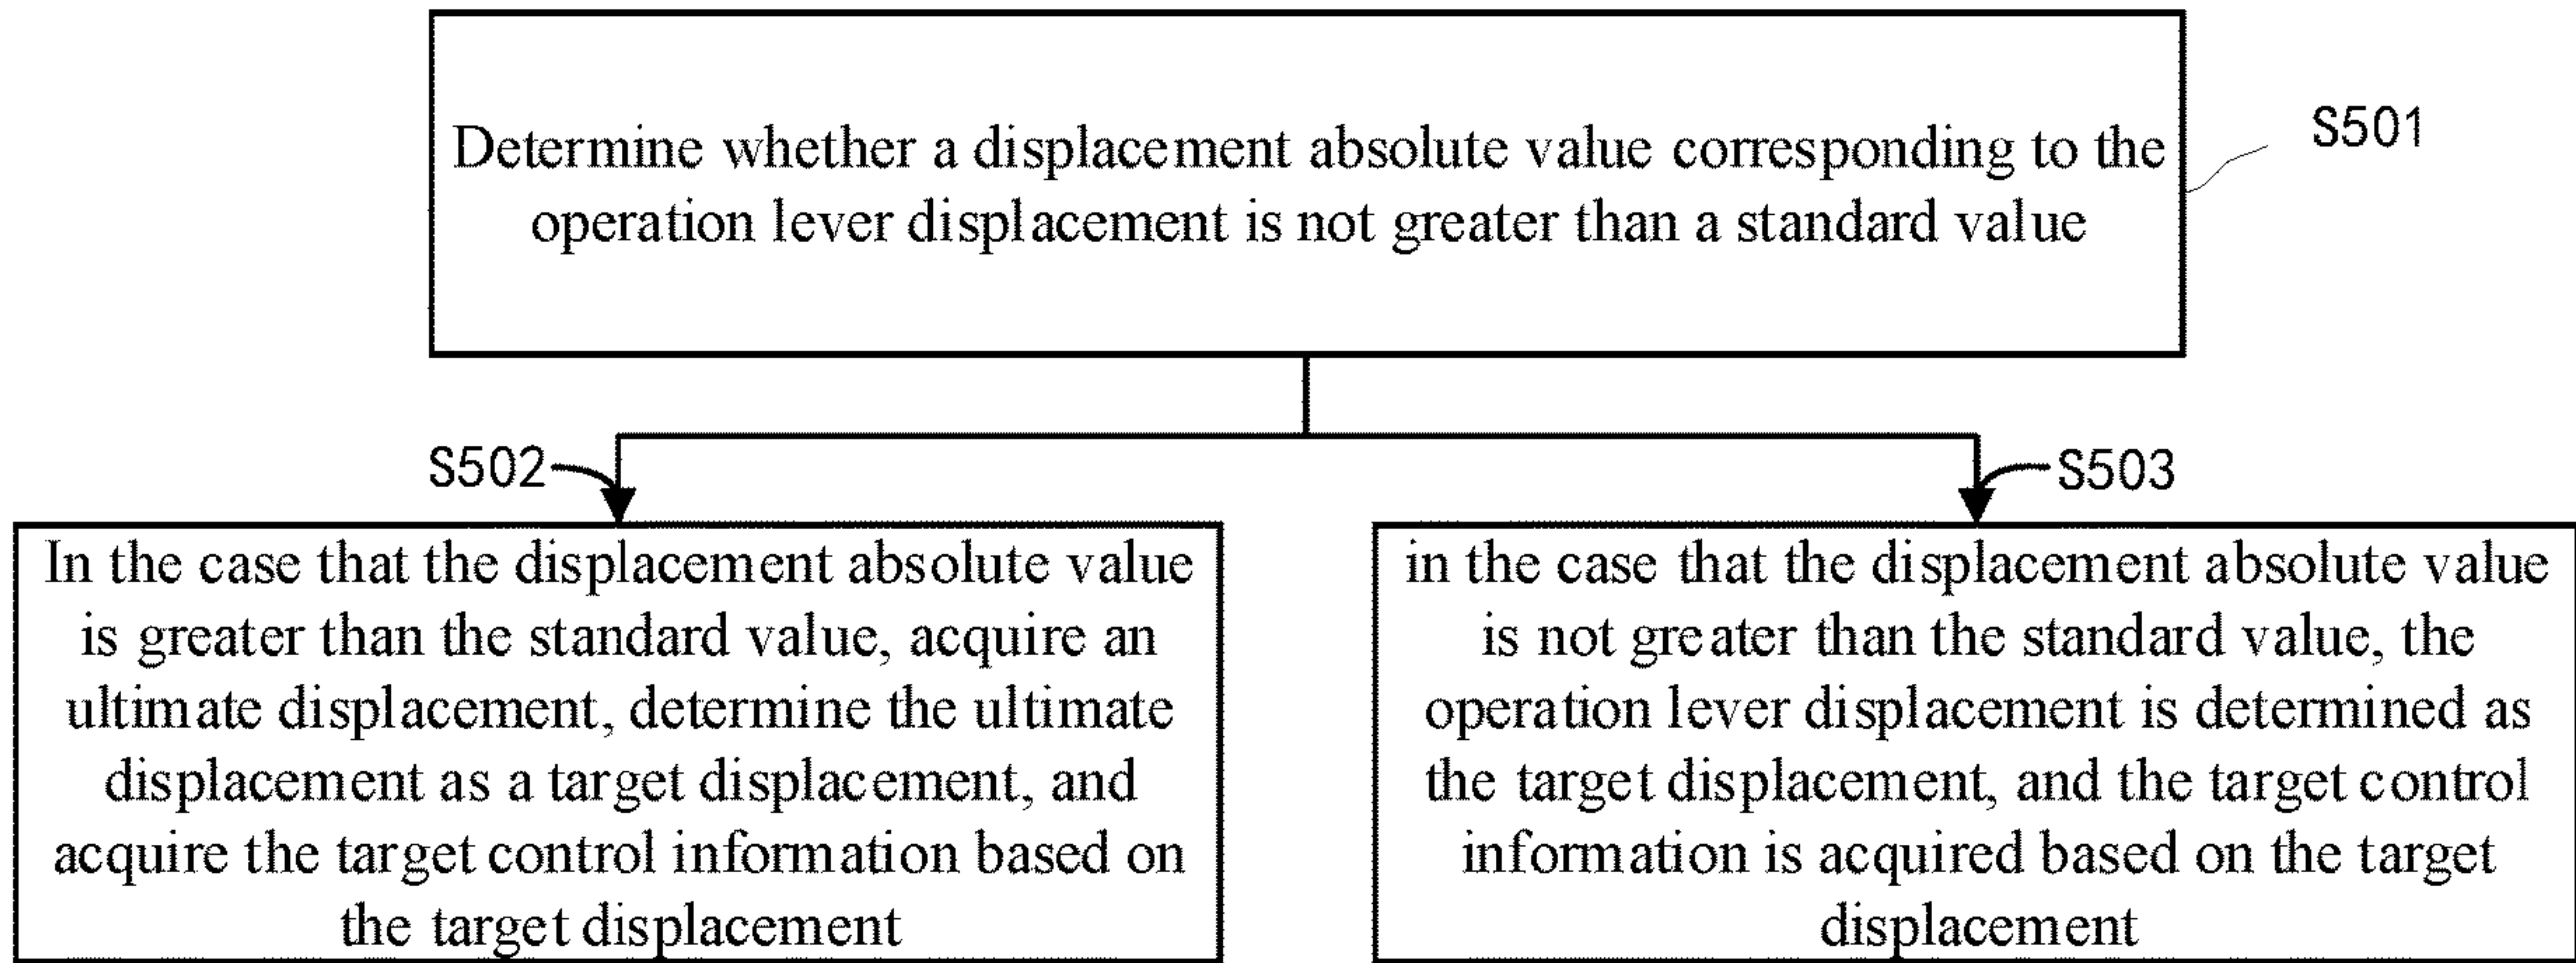 Determine whether a displacement absolute value corresponding to the
operation lever displacement is not greater than a standard value
S501
S502
In the case that the displacement absolute value
is greater than the standard value, acquire an
ultimate displacement, determine the ultimate
displacement as a target displacement, and
acquire the target control information based on
the target displacement
S503
in the case that the displacement absolute value
is not greater than the standard value, the
operation lever displacement is determined as
the target displacement, and the target control
information is acquired based on the target
displacement